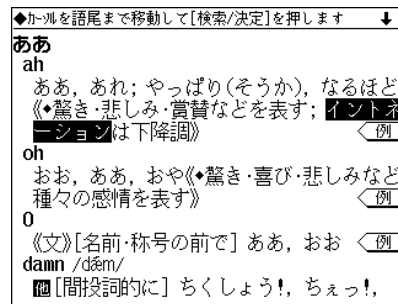 ◆ｶｰｿﾙを語尾まで移動して[検索/決定]を押します ⬇
ああ
ah
ああ, あれ; やっぱり(そうか), なるほど
《◆驚き·悲しみ·賞賛などを表す; イントネ
ーションは下降調》 例
oh
おお, ああ, おや《◆驚き·喜び·悲しみなど
種々の感情を表す》 例
O
《文》[名前·称号の前で] ああ, おお 例
damn /dǽm/
他[間投詞的に] ちくしょう!, ちぇっ!,